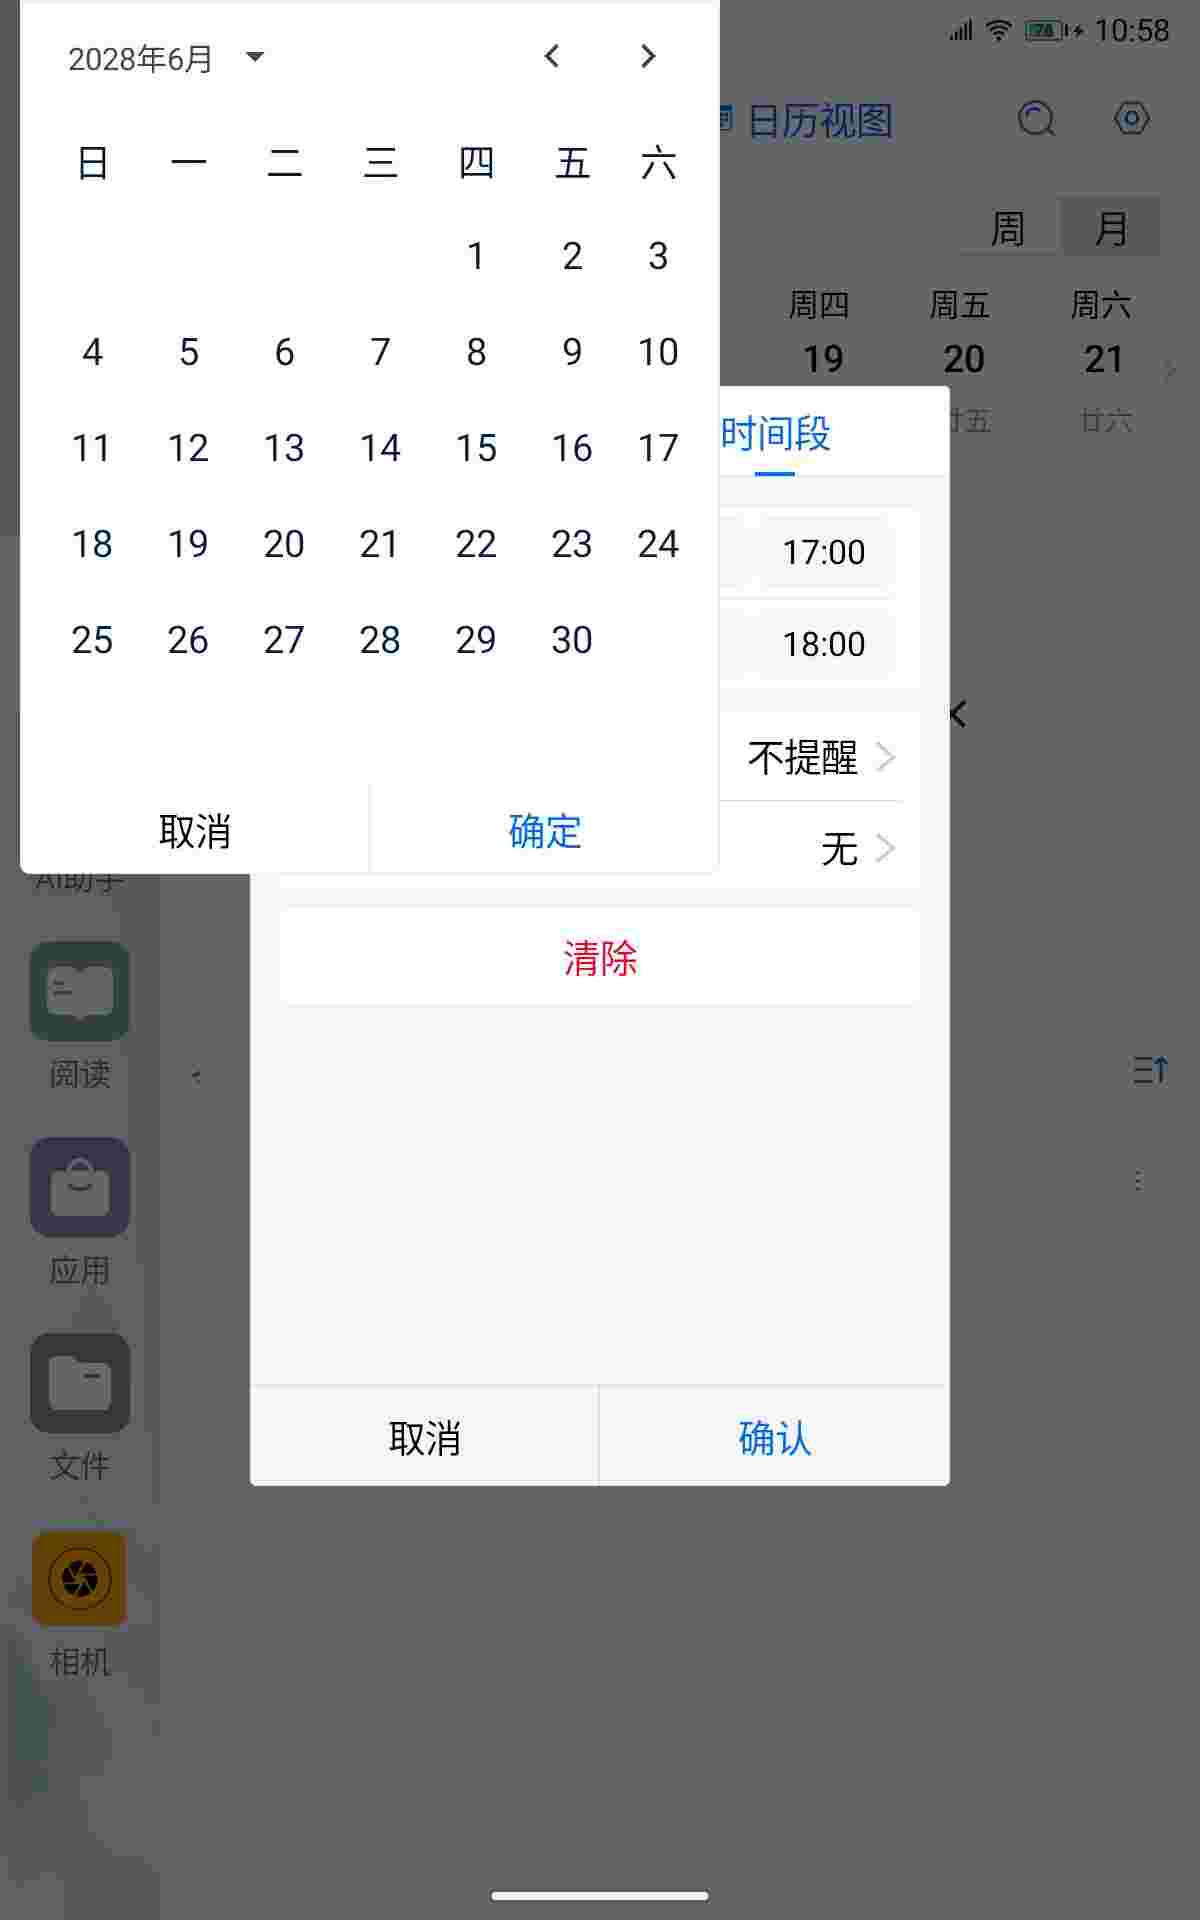 2028年6月
日 一 二 三 四 五 六
1 2 3
4 5 6 7 8 9 10
11 12 13 14 15 16 17
18 19 20 21 22 23 24
25 26 27 28 29 30
取消 确定
74 10:58
日历视图
周 月
周四 周五 周六
19 20 21
廿五 廿六
时间段
17:00
18:00
不提醒
无
清除
取消 确认
AI助手
阅读
应用
文件
相机